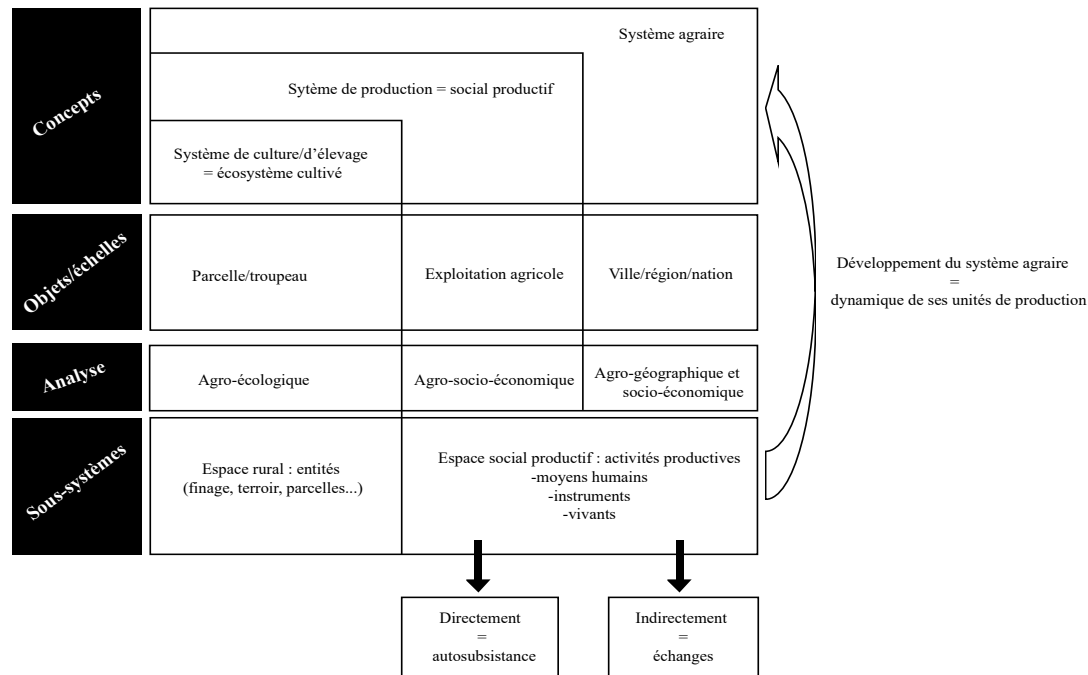 Concepts
Système agraire
Sytème de production = social productif
Système de culture/d’élevage
= écosystème cultivé
Objets/échelles
Parcelle/troupeau
Exploitation agricole
Ville/région/nation
Développement du système agraire
=
dynamique de ses unités de production
Analyse
Agro-écologique
Agro-socio-économique
Agro-géographique et
socio-économique
Sous-systèmes
Espace rural : entités
(finage, terroir, parcelles...)
Espace social productif : activités productives
-moyens humains
-instruments
-vivants
Directement
=
autosubsistance
Indirectement
=
échanges